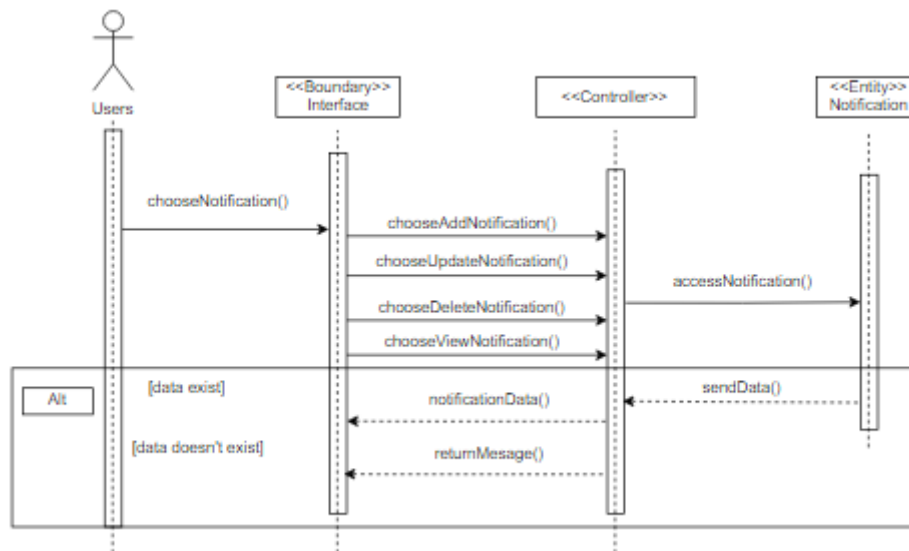 Users
<<Boundary>>
Interface
<<Controller>>
<<Entity>>
Notification
chooseNotification()
chooseAddNotification()
chooseUpdateNotification()
accessNotification()
chooseDeleteNotification()
chooseViewNotification()
Alt
[data exist]
notificationData()
sendData()
[data doesn't exist]
returnMesage()